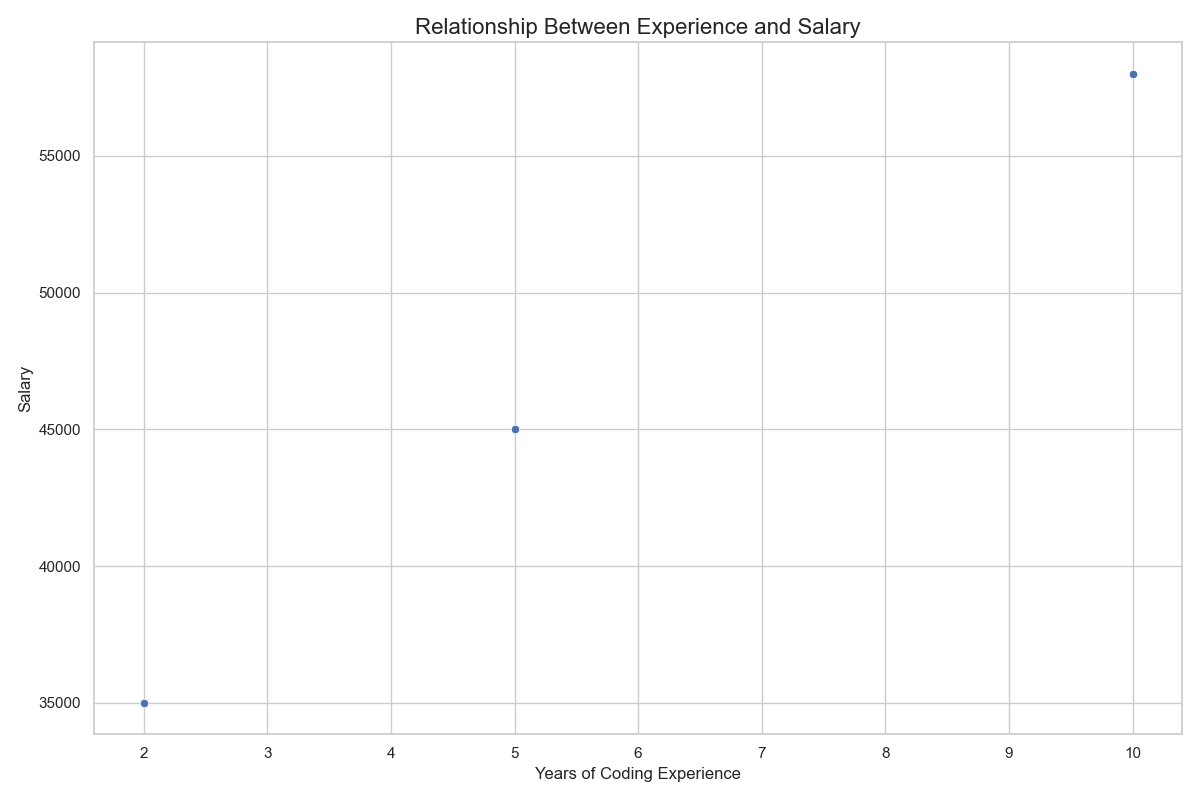 Relationship Between Experience and Salary
55000
50000
45000
40000
35000
Salary
2 3 4 5 6 7 8 9 10
Years of Coding Experience